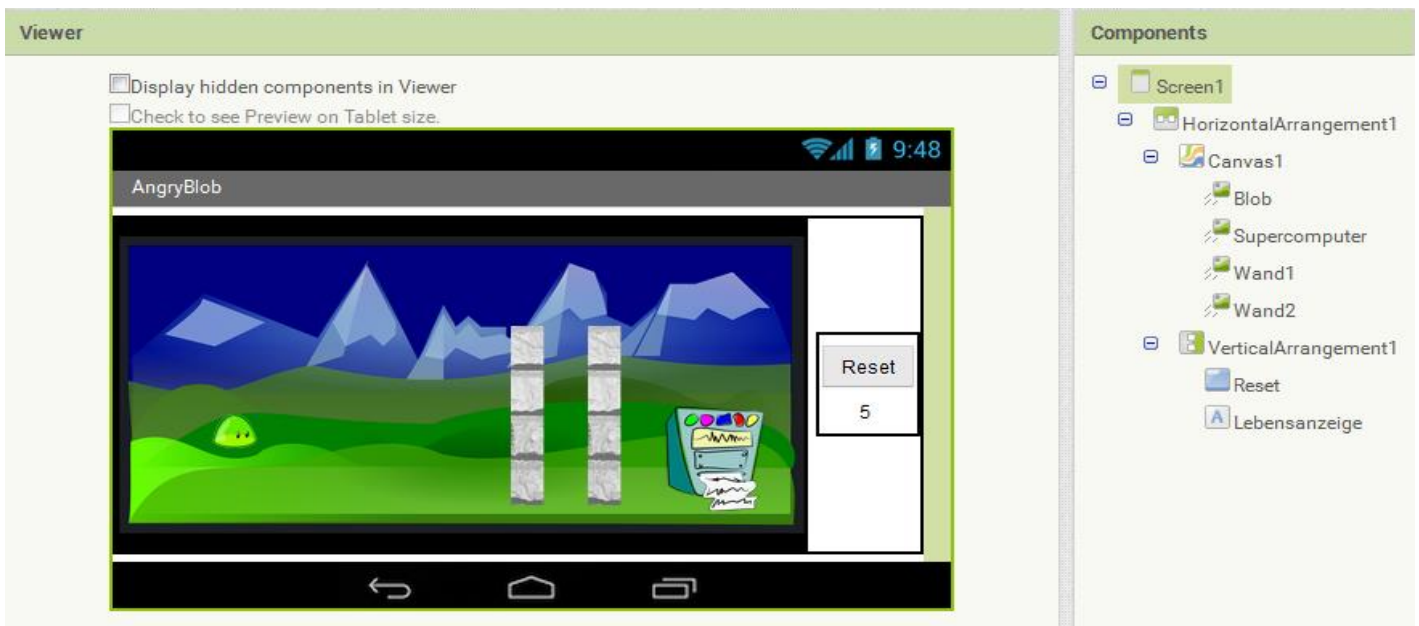 Viewer
Display hidden components in Viewer
Check to see Preview on Tablet size.
9:48
AngryBlob
Reset
5
Components
Screen1
HorizontalArrangement1
Canvas1
Blob
Supercomputer
Wand1
Wand2
VerticalArrangement1
Reset
A
Lebensanzeige